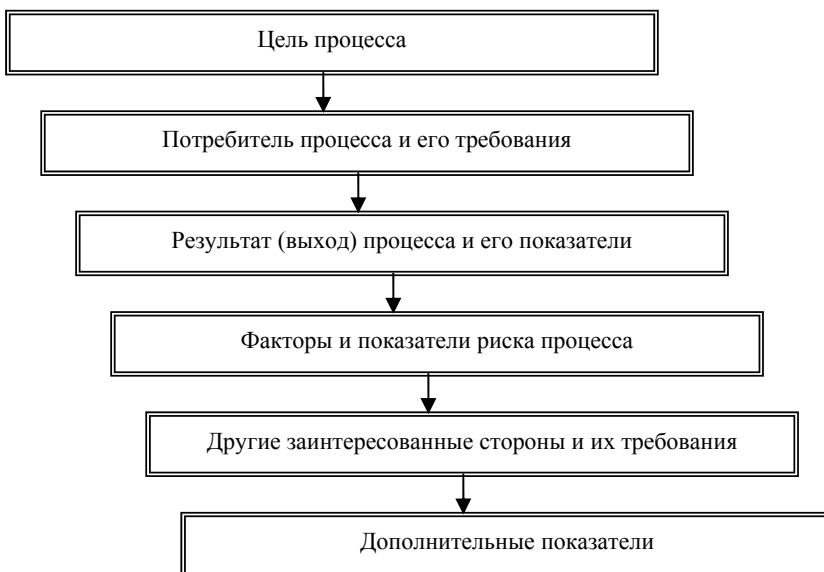 Цель процесса
Потребитель процесса и его требования
Результат (выход) процесса и его показатели
Факторы и показатели риска процесса
Другие заинтересованные стороны и их требования
Дополнительные показатели